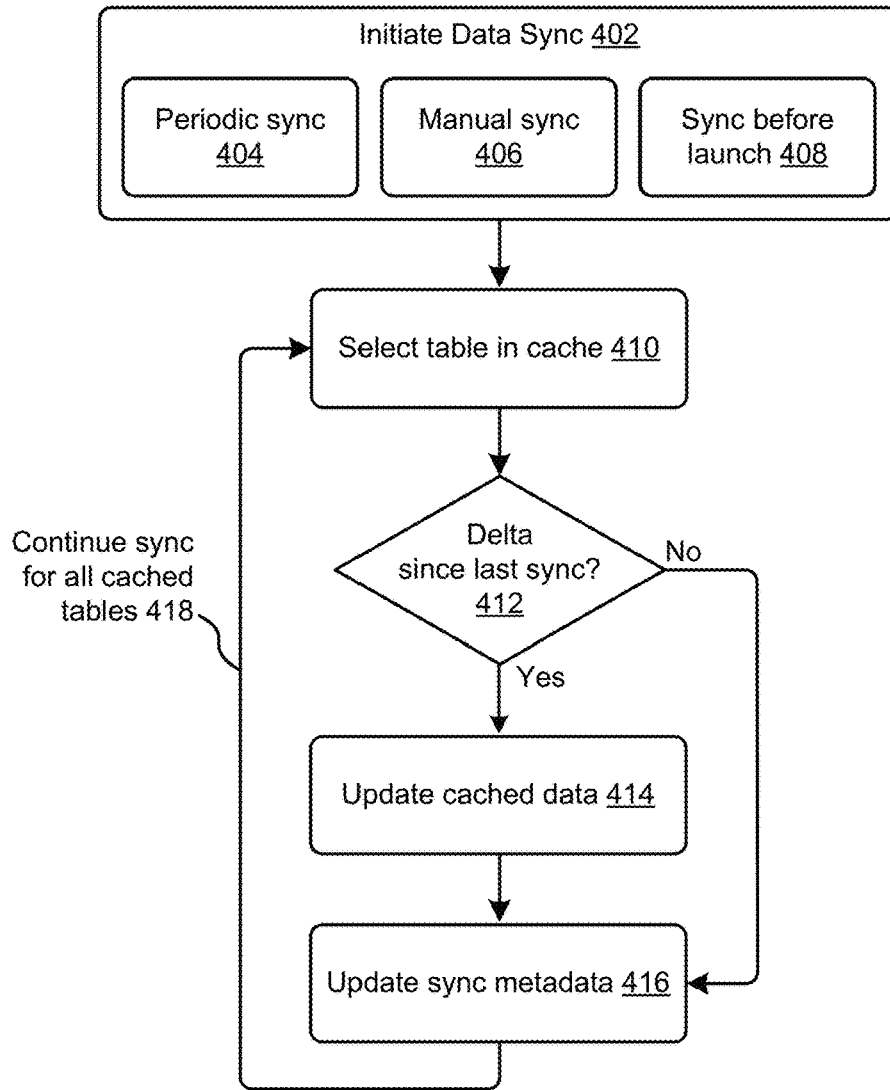 Initiate Data Sync 402
Periodic sync
404
Manual sync
406
Sync before
launch 408
Select table in cache 410
Delta
since last sync?
412
No
Continue sync
for all cached
tables 418
Yes
Update cached data 414
Update sync metadata 416